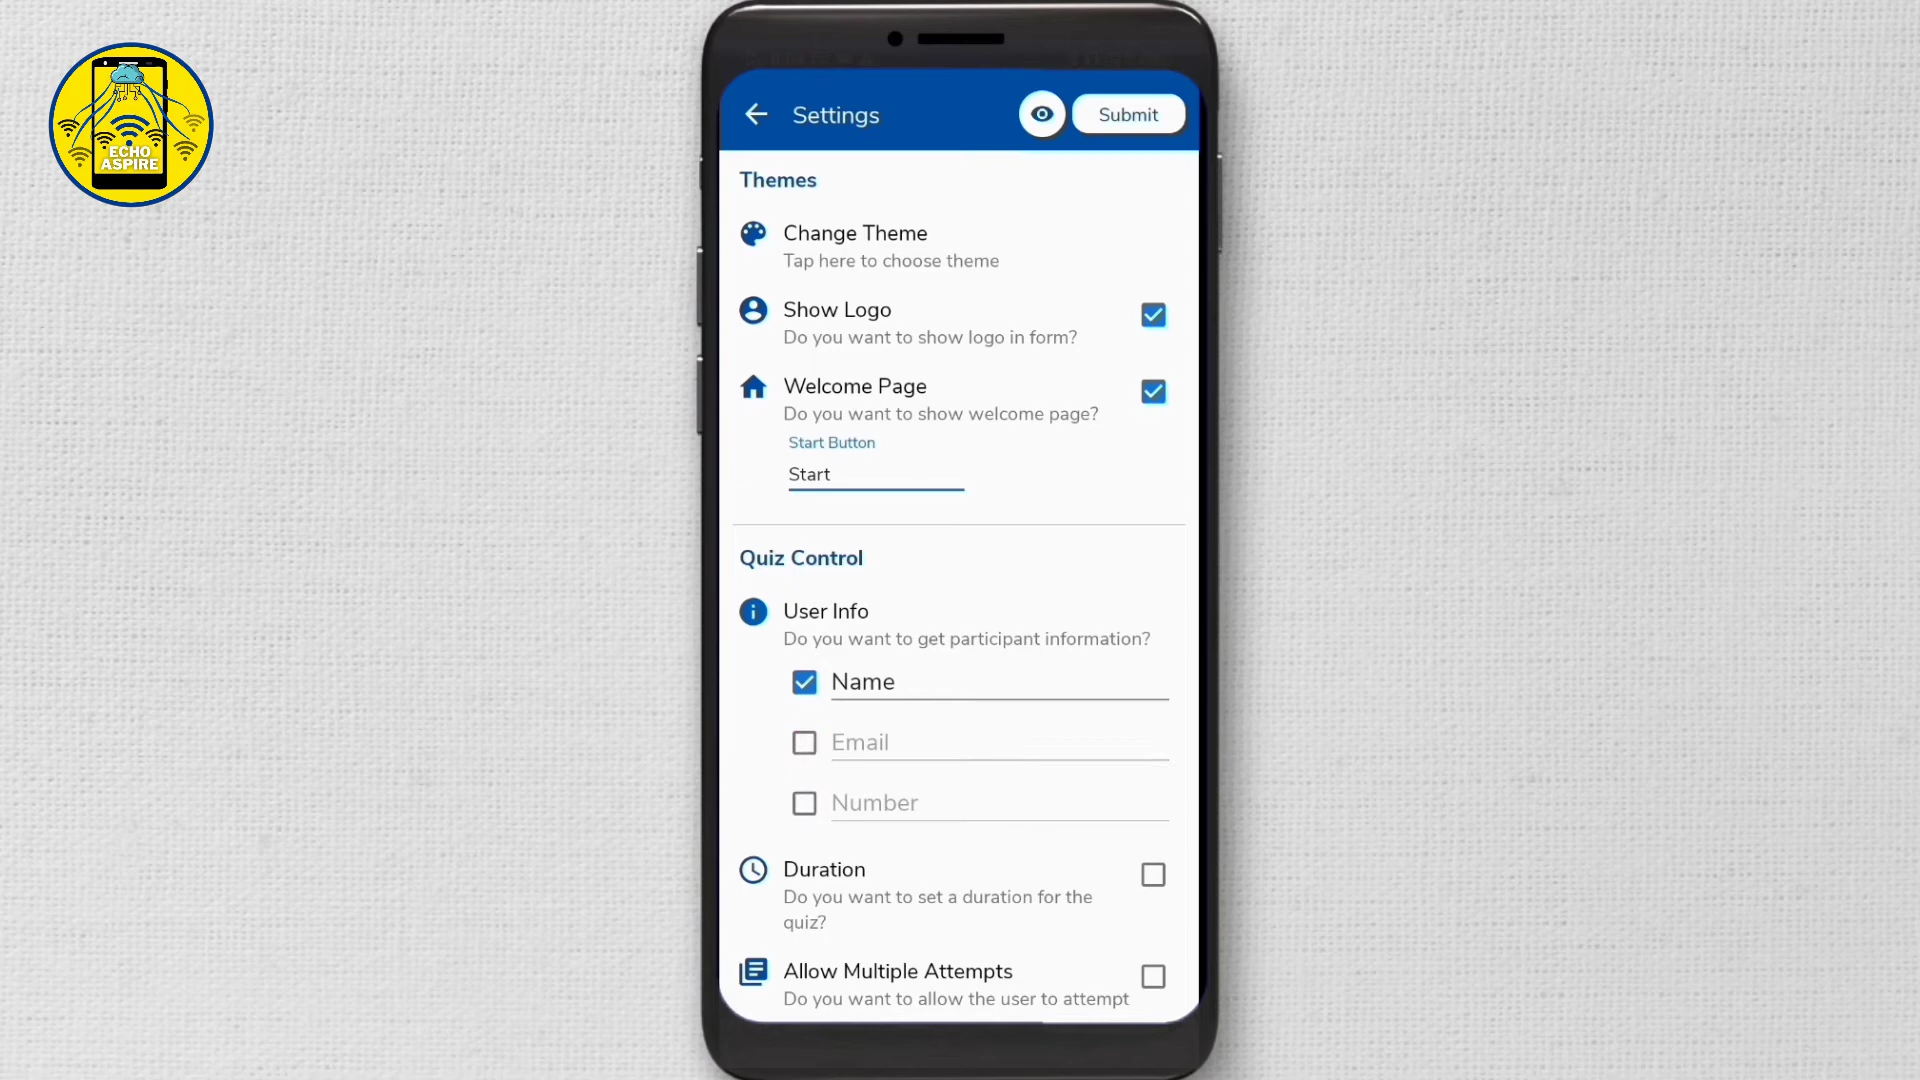 ECHO
ASPIRE
Settings
Submit
Themes
Change Theme
Tap here to choose theme
Show Logo
Do you want to show logo in form?
Welcome Page
Do you want to show welcome page?
Start Button
Start
Quiz Control
User Info
Do you want to get participant information?
Name
Email
Number
Duration
Do you want to set a duration for the
quiz?
Allow Multiple Attempts
Do you want to allow the user to attempt